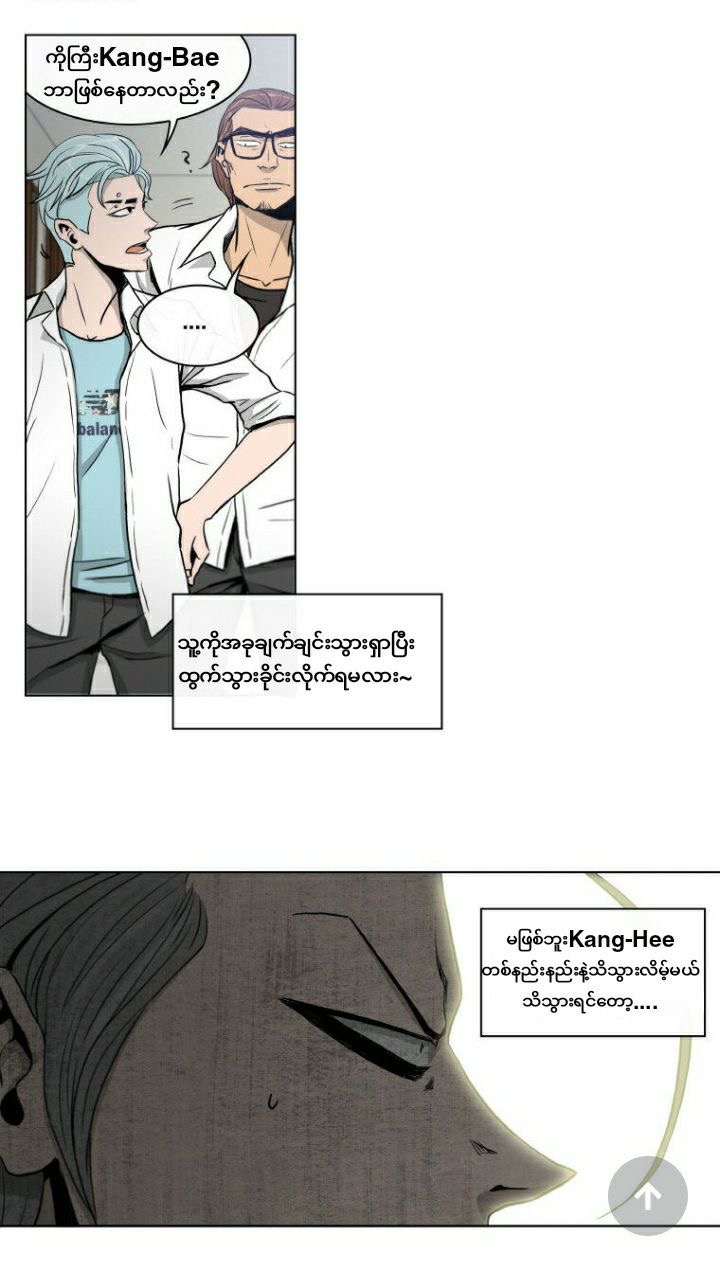 ကိုကြီးKang-Bae
ဘာဖြစ်နေတာလည်း?
?
....
balan
သူ့ကိုအခုချက်ချင်းသွားရှာပြီး
ထွက်သွားခိုင်းလိုက်ရမလား~
မဖြစ်ဘူးKang-Hee
တစ်နည်းနည်းနဲ့သိသွားလိမ့်မယ်
သိသွားရင်တော့....